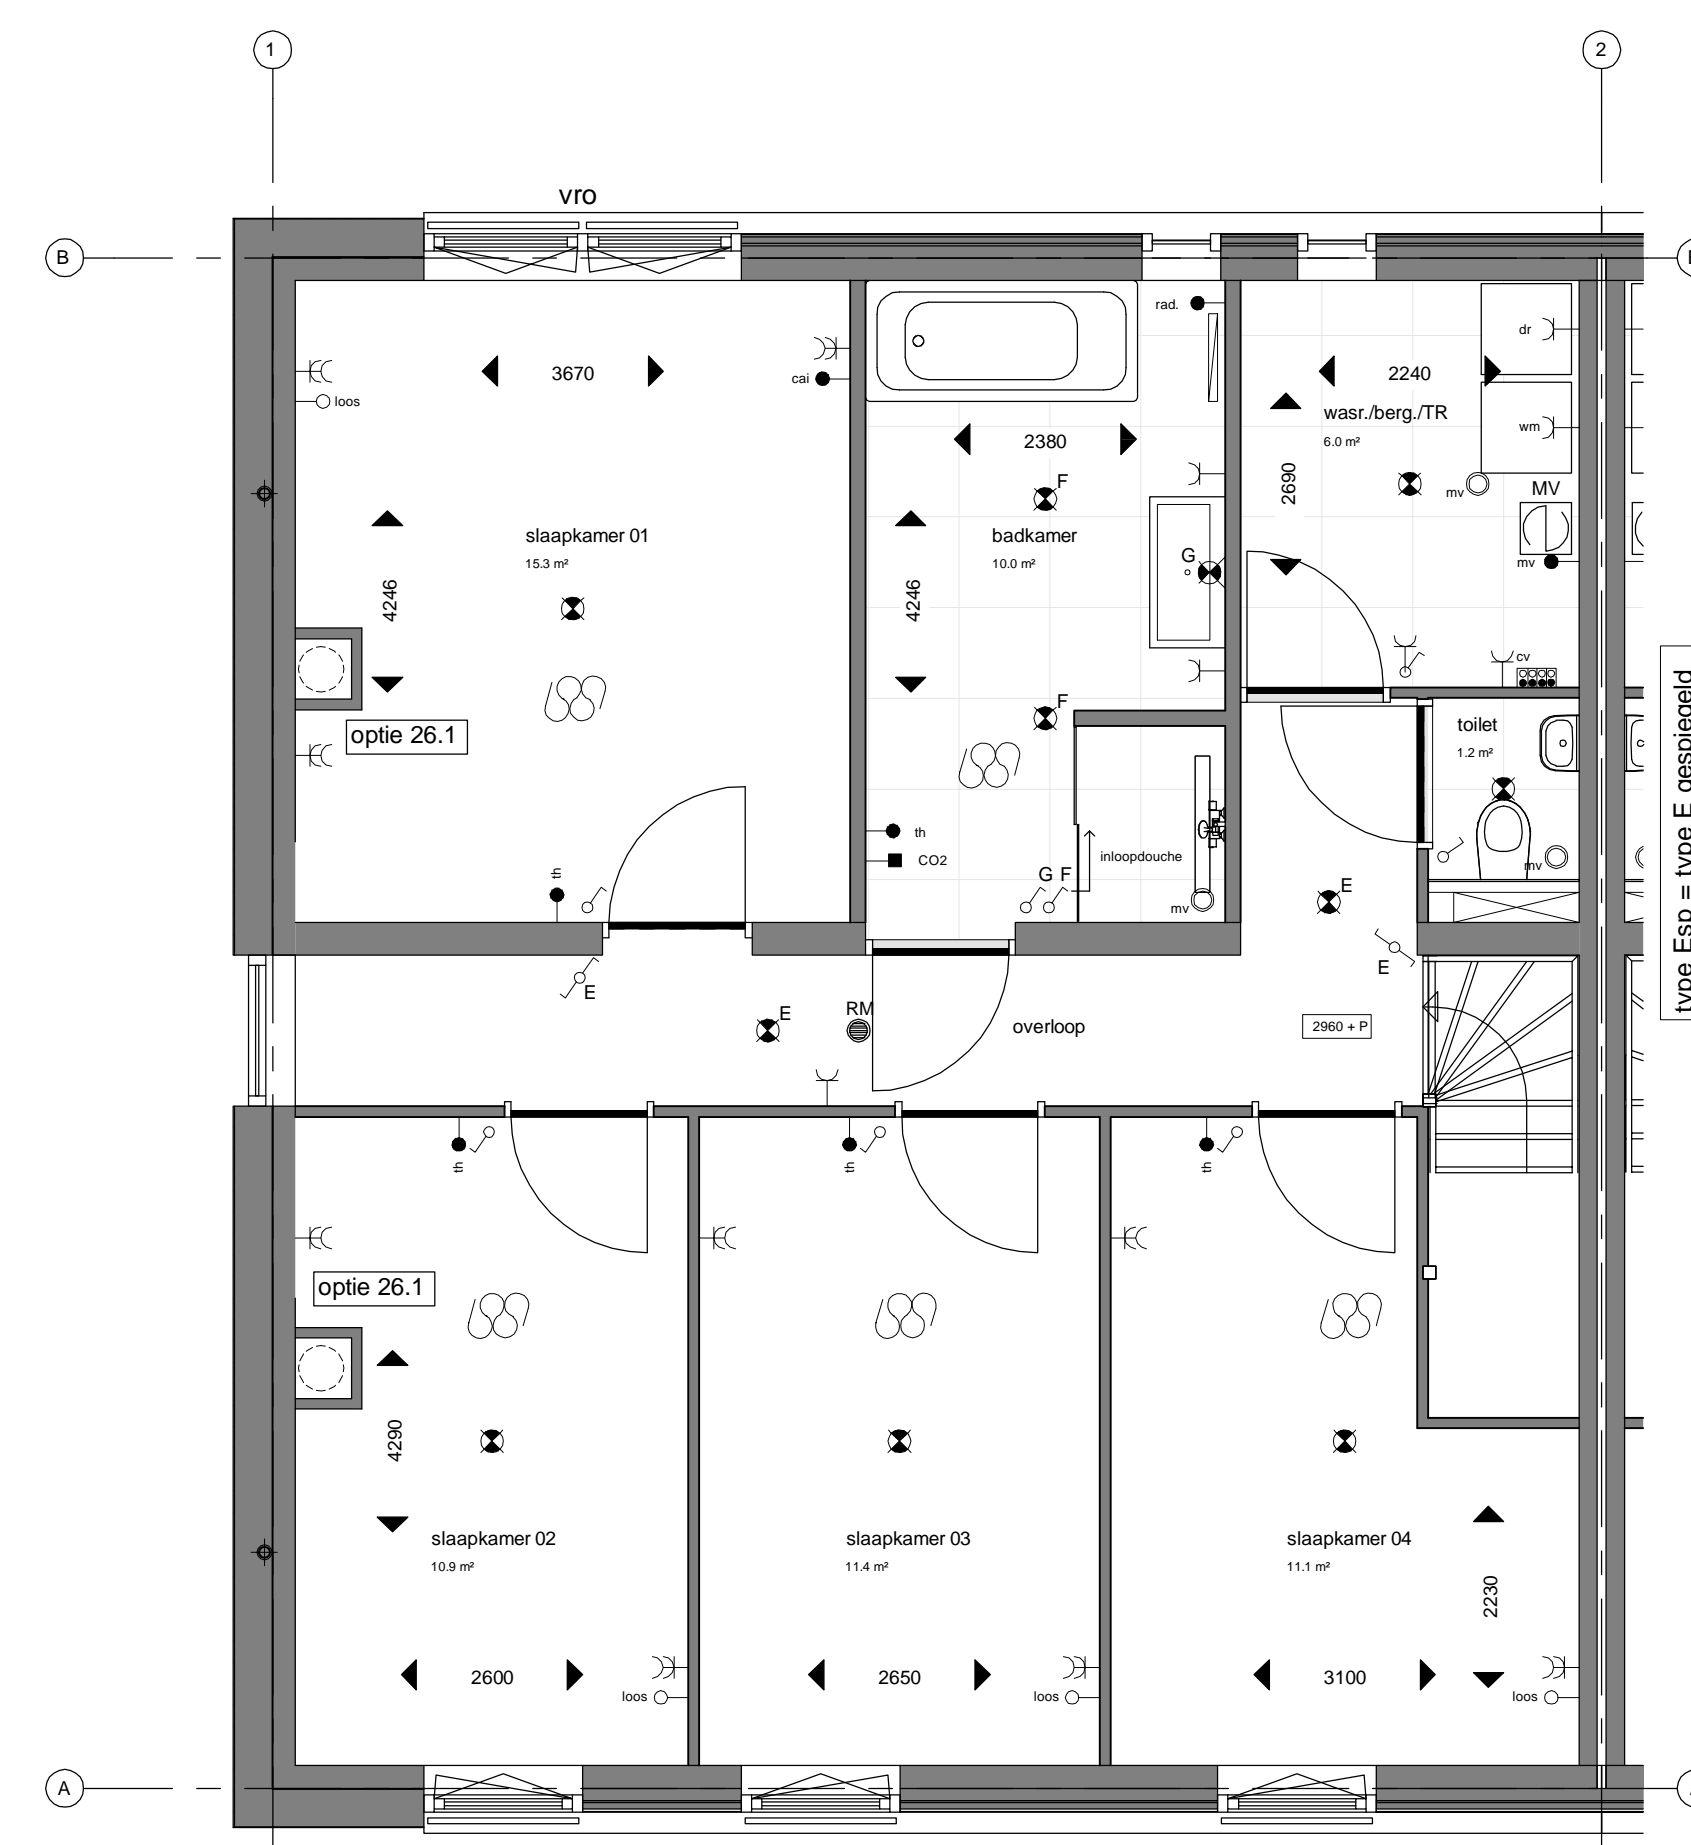 1
2
vro
B
rad.
dr
3670
cai
loos
2240
wasr./berg./TR
6.0 m²
wm
2380
F
2690
mv
MV
slaapkamer 01
15.3 m²
badkamer
10.0 m²
G
mv
4246
4246
cv
F
optie 26.1
toilet
1.2 m²
type Esp = type E gespiegeld
th
CO2
inloopdouche
mv
th
G F
mv
E
E
E
E
RM
overloop
2960 + P
th
th
th
optie 26.1
4290
slaapkamer 02
10.9 m²
slaapkamer 03
11.4 m²
slaapkamer 04
11.1 m²
2230
2600
2650
3100
loos
loos
loos
A